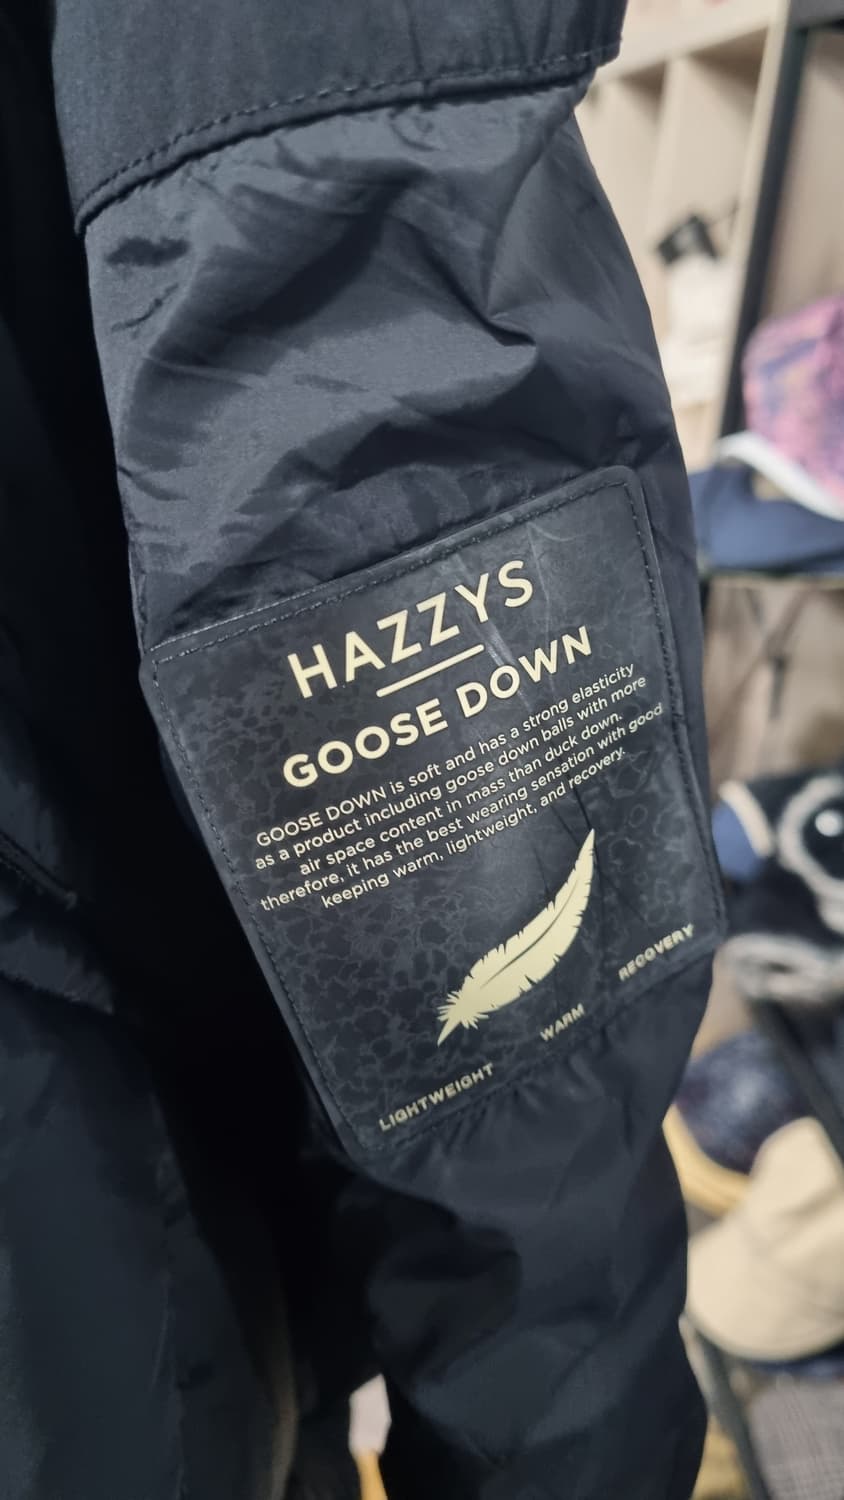 HAZZYS
GOOSE DOWN
GOOSE DOWN is soft and has a strong elasticity
as a product including goose down balls with more
air space content in mass than duck down.
therefore, it has the best wearing sensation with good
keeping warm, lightweight, and recovery.
LIGHTWEIGHT WARM RECOVERY